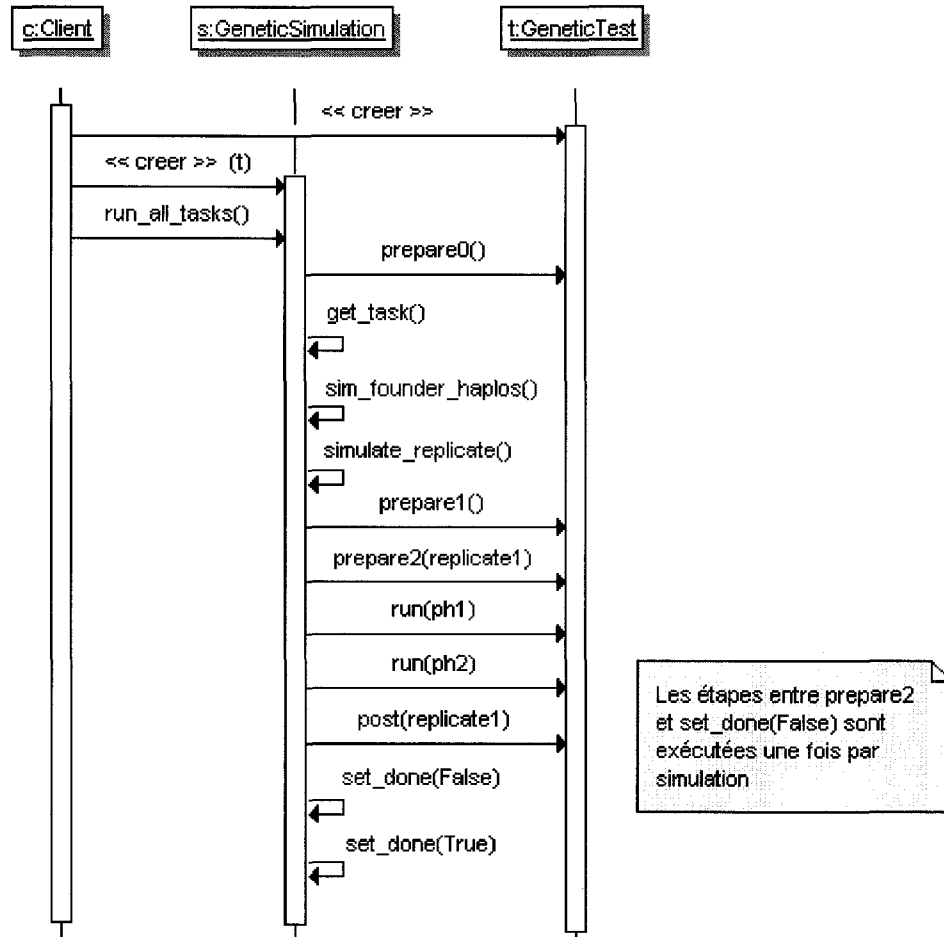 c:Client
s:GeneticSimulation
t:GeneticTest
<< creer >>
<< creer >> (t)
run_all_tasks()
prepare0()
get_task()
sim_founder_haplos()
simulate_replicate()
prepare1()
prepare2(replicate1)
run(ph1)
run(ph2)
post(replicate1)
set_done(False)
set_done(True)
Les étapes entre prepare2
et set_done(False) sont
exécutées une fois par
simulation